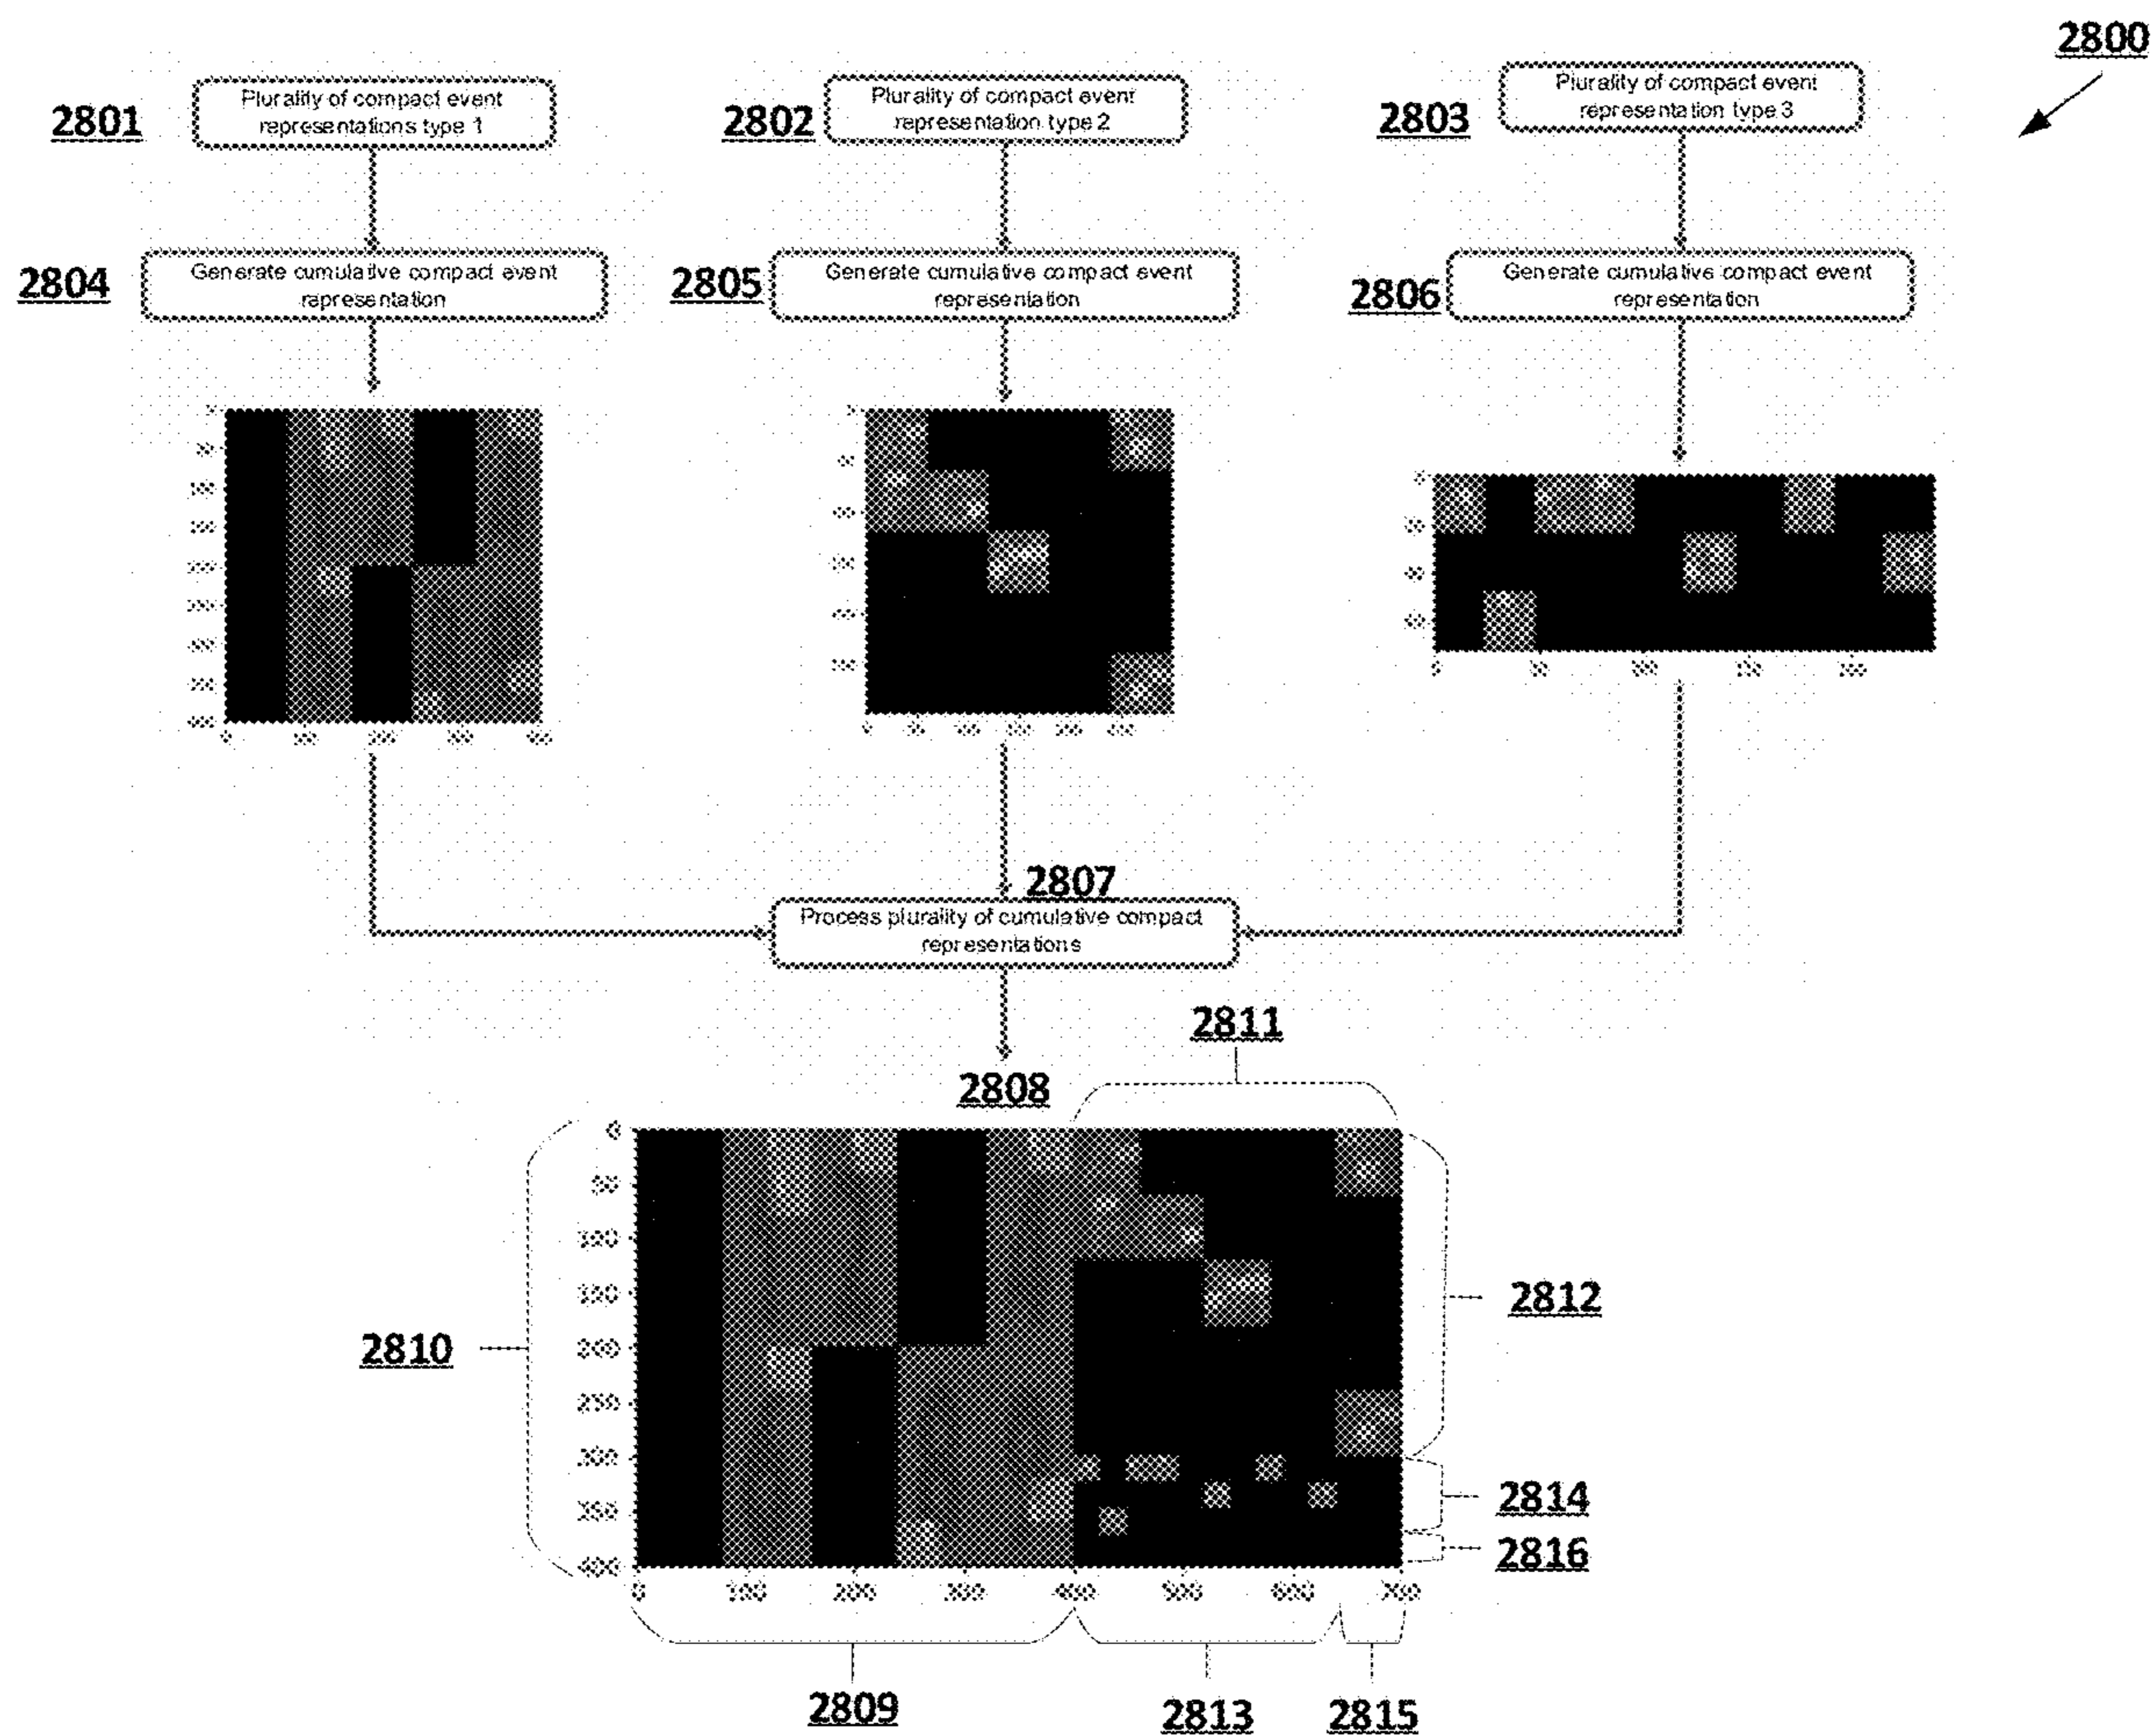 2800
2801
Plurality of compact event
representations type 1
2802
Plurality of compact event
representation type 2
2803
Plurality of compact event
representation type 3
2804
Generate cumulative compact event
representation
2805
Generate cumulative compact event
representation
2806
Generate cumulative compact event
representation
2807
Process plurality of cumulative compact
representations
2811
2808
0
50
100
150
200
250
300
350
400
2810
2812
2814
2816
0 100 200 300 400 500 600 700
2809
2813
2815